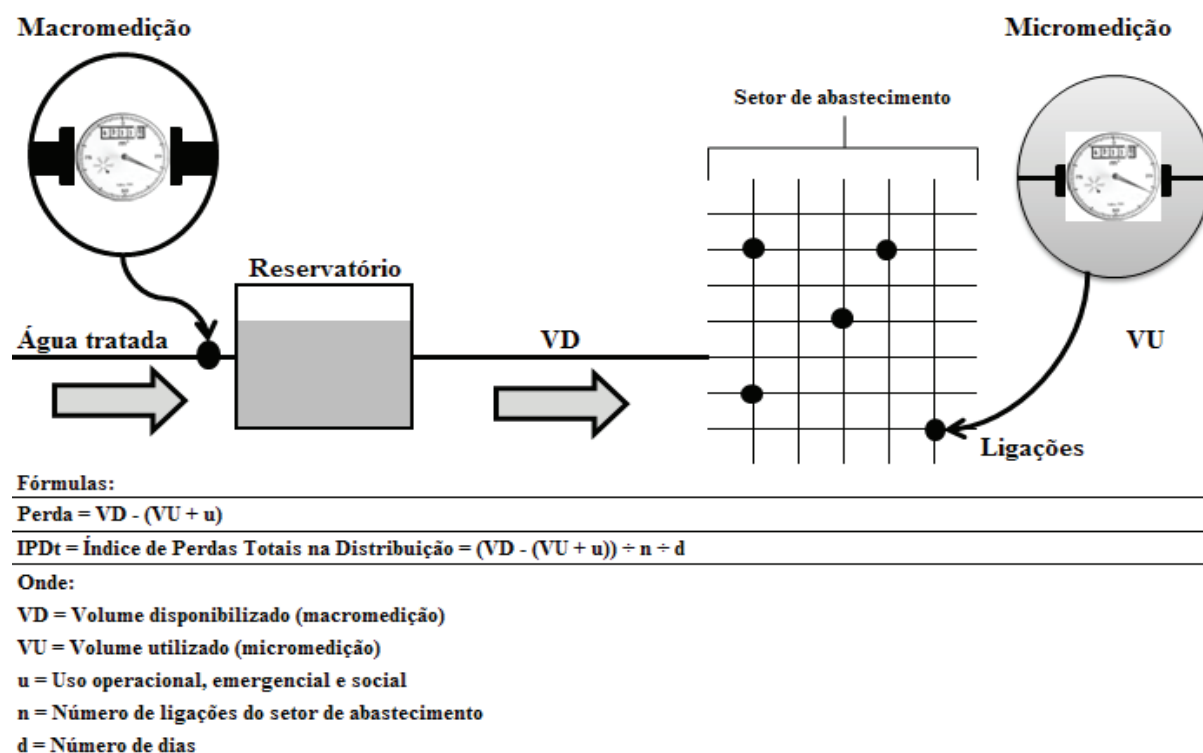 Macromedição
Micromedição
Setor de abastecimento
Reservatório
Água tratada
VD
VU
Ligações
Fórmulas:
Perda = VD - (VU + u)
IPDt = Índice de Perdas Totais na Distribuição = (VD - (VU + u)) ÷ n ÷ d
Onde:
VD = Volume disponibilizado (macromedição)
VU = Volume utilizado (micromedição)
u = Uso operacional, emergencial e social
n = Número de ligações do setor de abastecimento
d = Número de dias